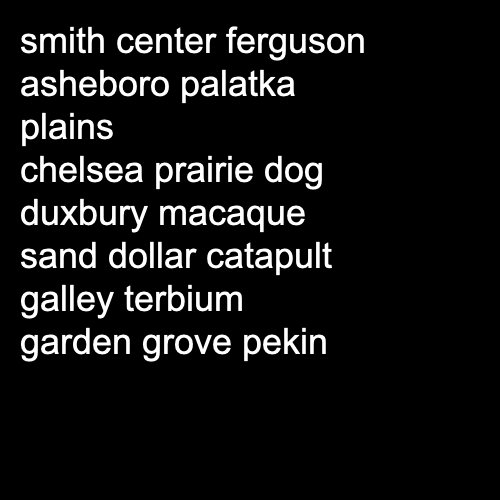 smith center ferguson
asheboro palatka
plains
chelsea prairie dog
duxbury macaque
sand dollar catapult
galley terbium
garden grove pekin